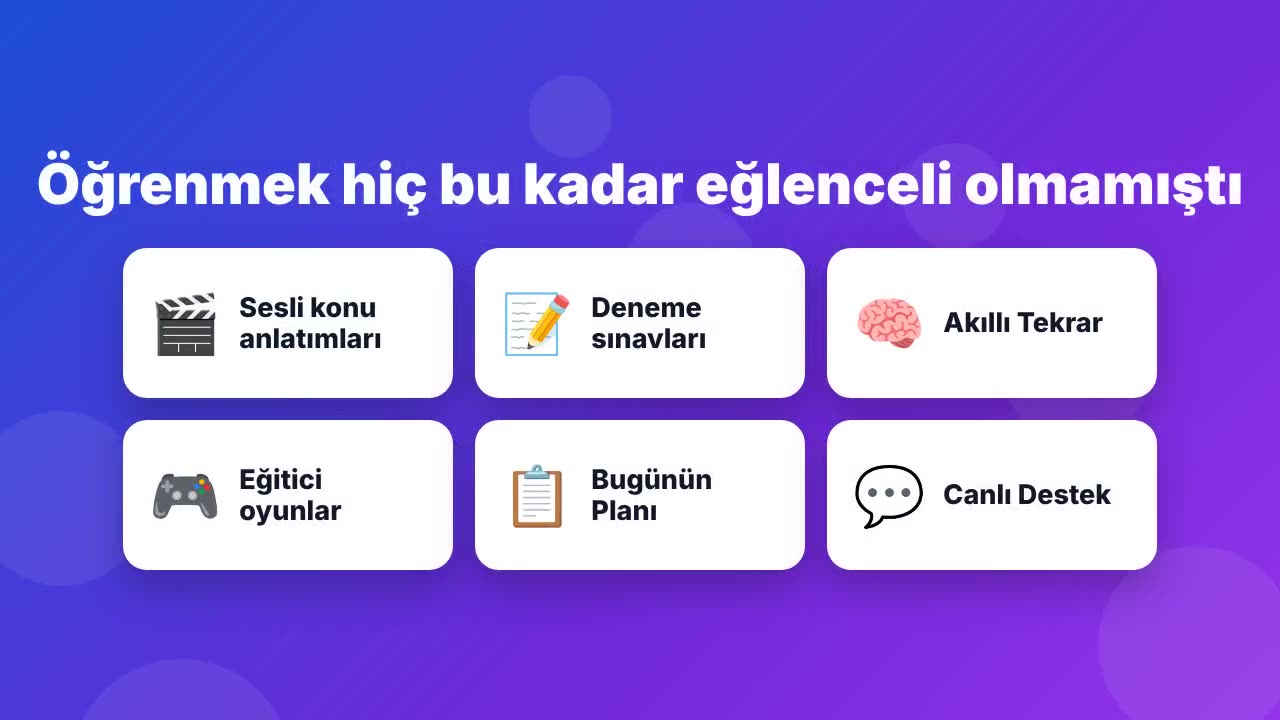 Öğrenmek hiç bu kadar eğlenceli olmamıştı
Sesli konu
anlatımları
Deneme
sınavları
Akıllı Tekrar
Eğitici
oyunlar
Bugünün
Planı
Canlı Destek